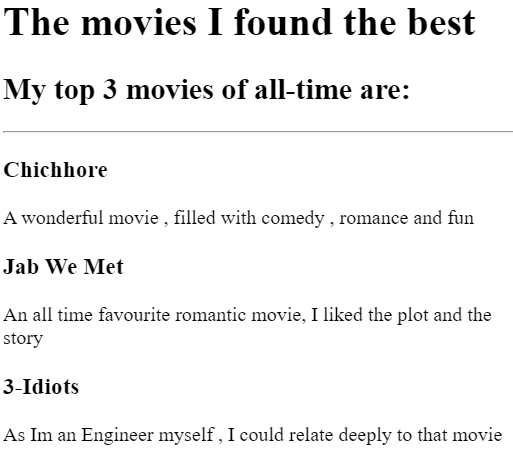 The movies I found the best
My top 3 movies of all-time are:
Chichhore
A wonderful movie , filled with comedy , romance and fun
Jab We Met
An all time favourite romantic movie, I liked the plot and the
story
3-Idiots
As Im an Engineer myself , I could relate deeply to that movie